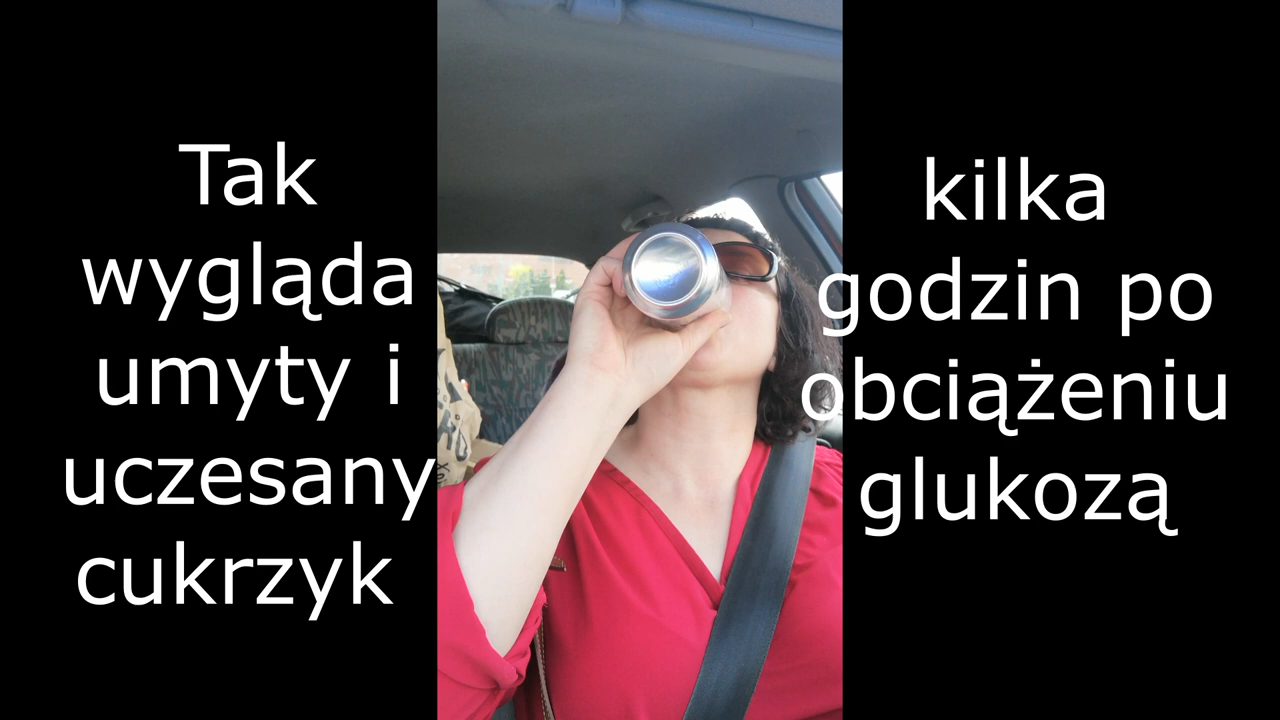 Tak
wygląda
umyty i
uczesany
cukrzyk
kilka
godzin po
obciążeniu
glukozą